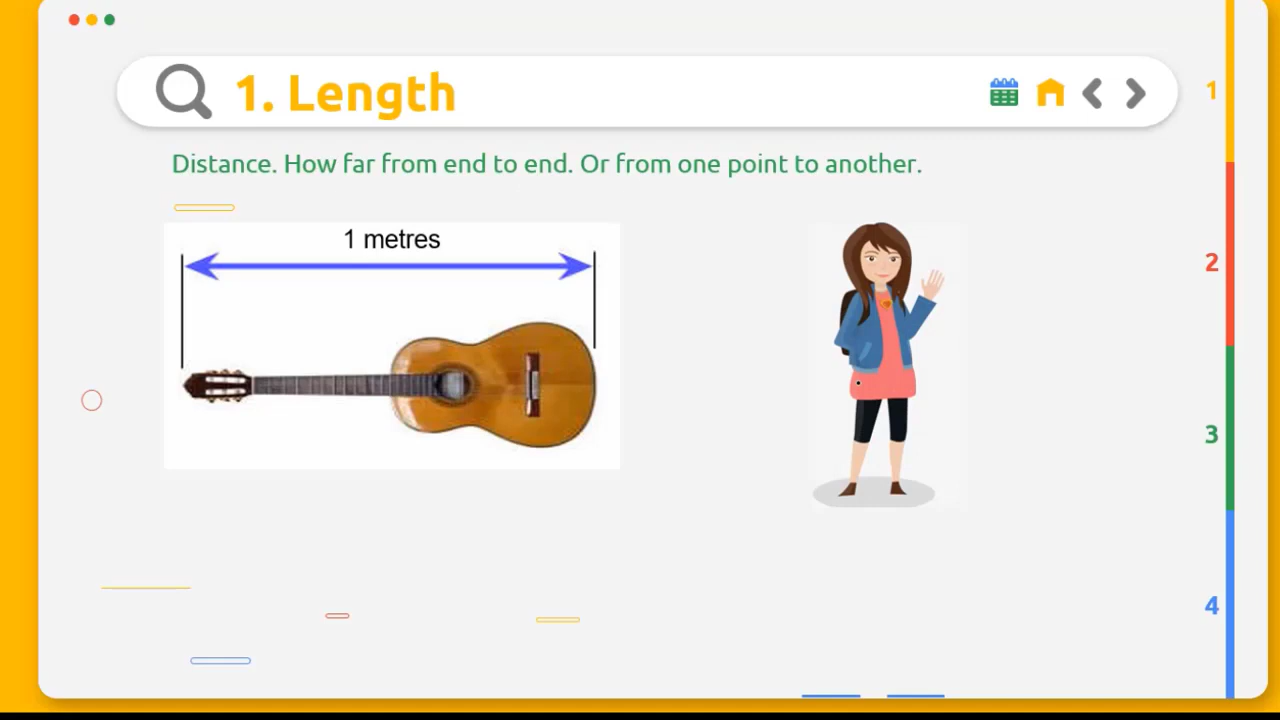 1. Length
Distance. How far from end to end. Or from one point to another.
1 metres
1
2
3
4